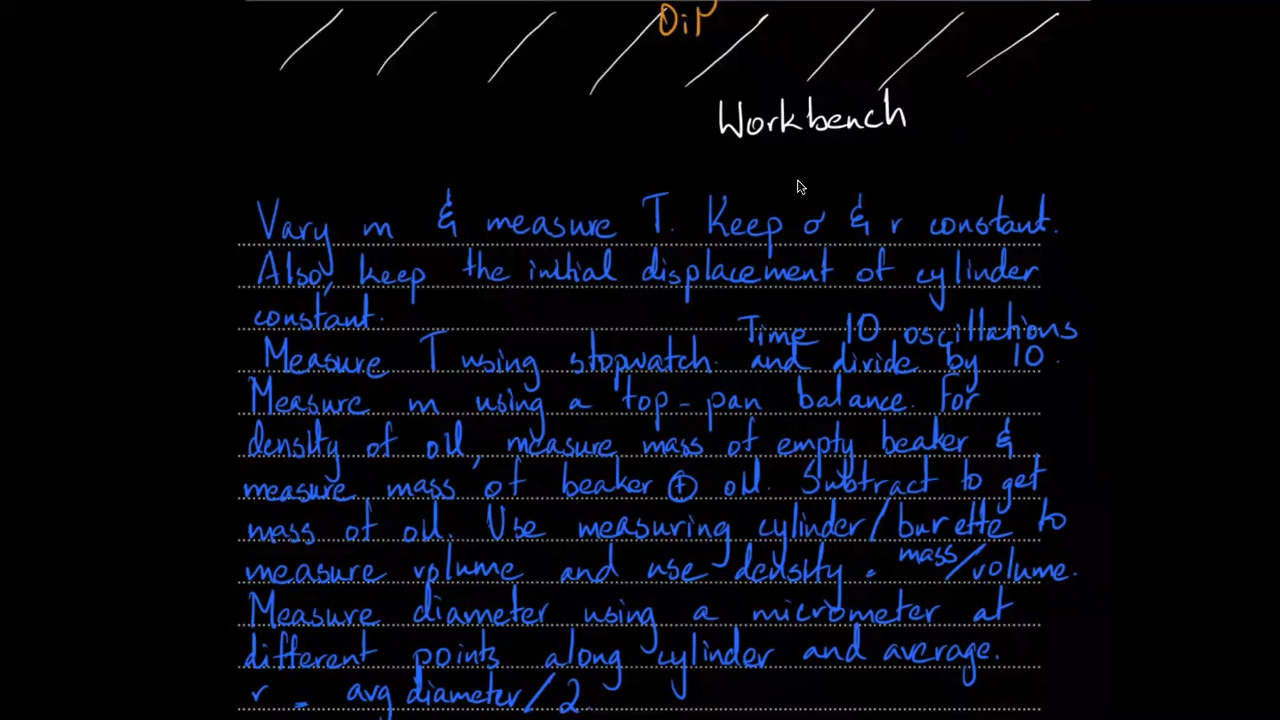 Oil
Workbench
Vary m & measure T. Keep σ & r constant.
Also, keep the initial displacement of cylinder
constant.
Time 10 oscillations
Measure T using stopwatch. and divide by 10.
Measure m using a top-pan balance. For
density of oil, measure mass of empty beaker &
measure mass of beaker + oil. Subtract to get
mass of oil. Use measuring cylinder/burette to
measure volume and use density = mass/volume.
Measure diameter using a micrometer at
different points along cylinder and average.
r = avg diameter/2